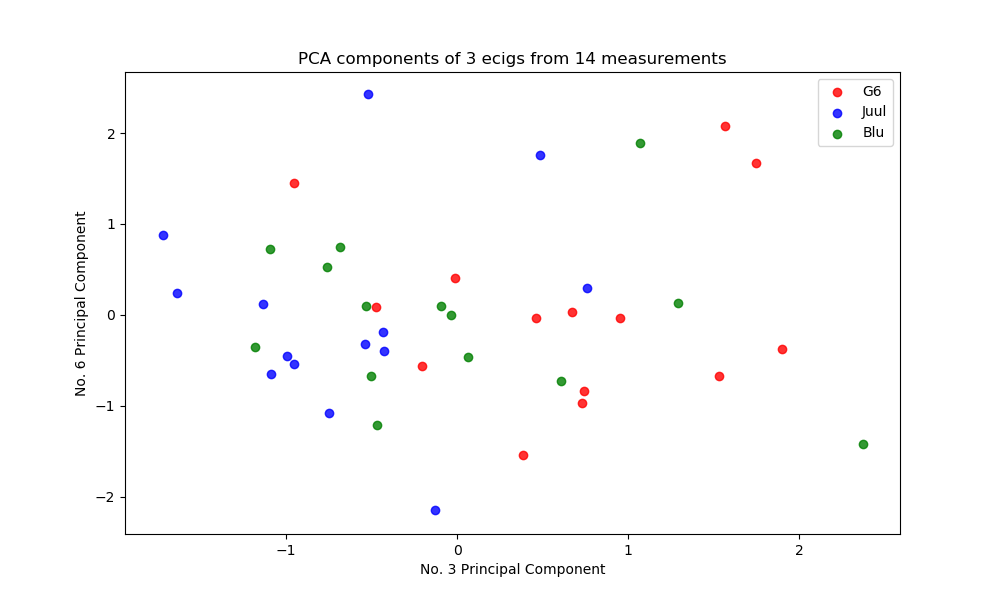 PCA components of 3 ecigs from 14 measurements
G6
Juul
Blu
2
1
0
−1
−2
No. 6 Principal Component
−1
0
1
2
No. 3 Principal Component